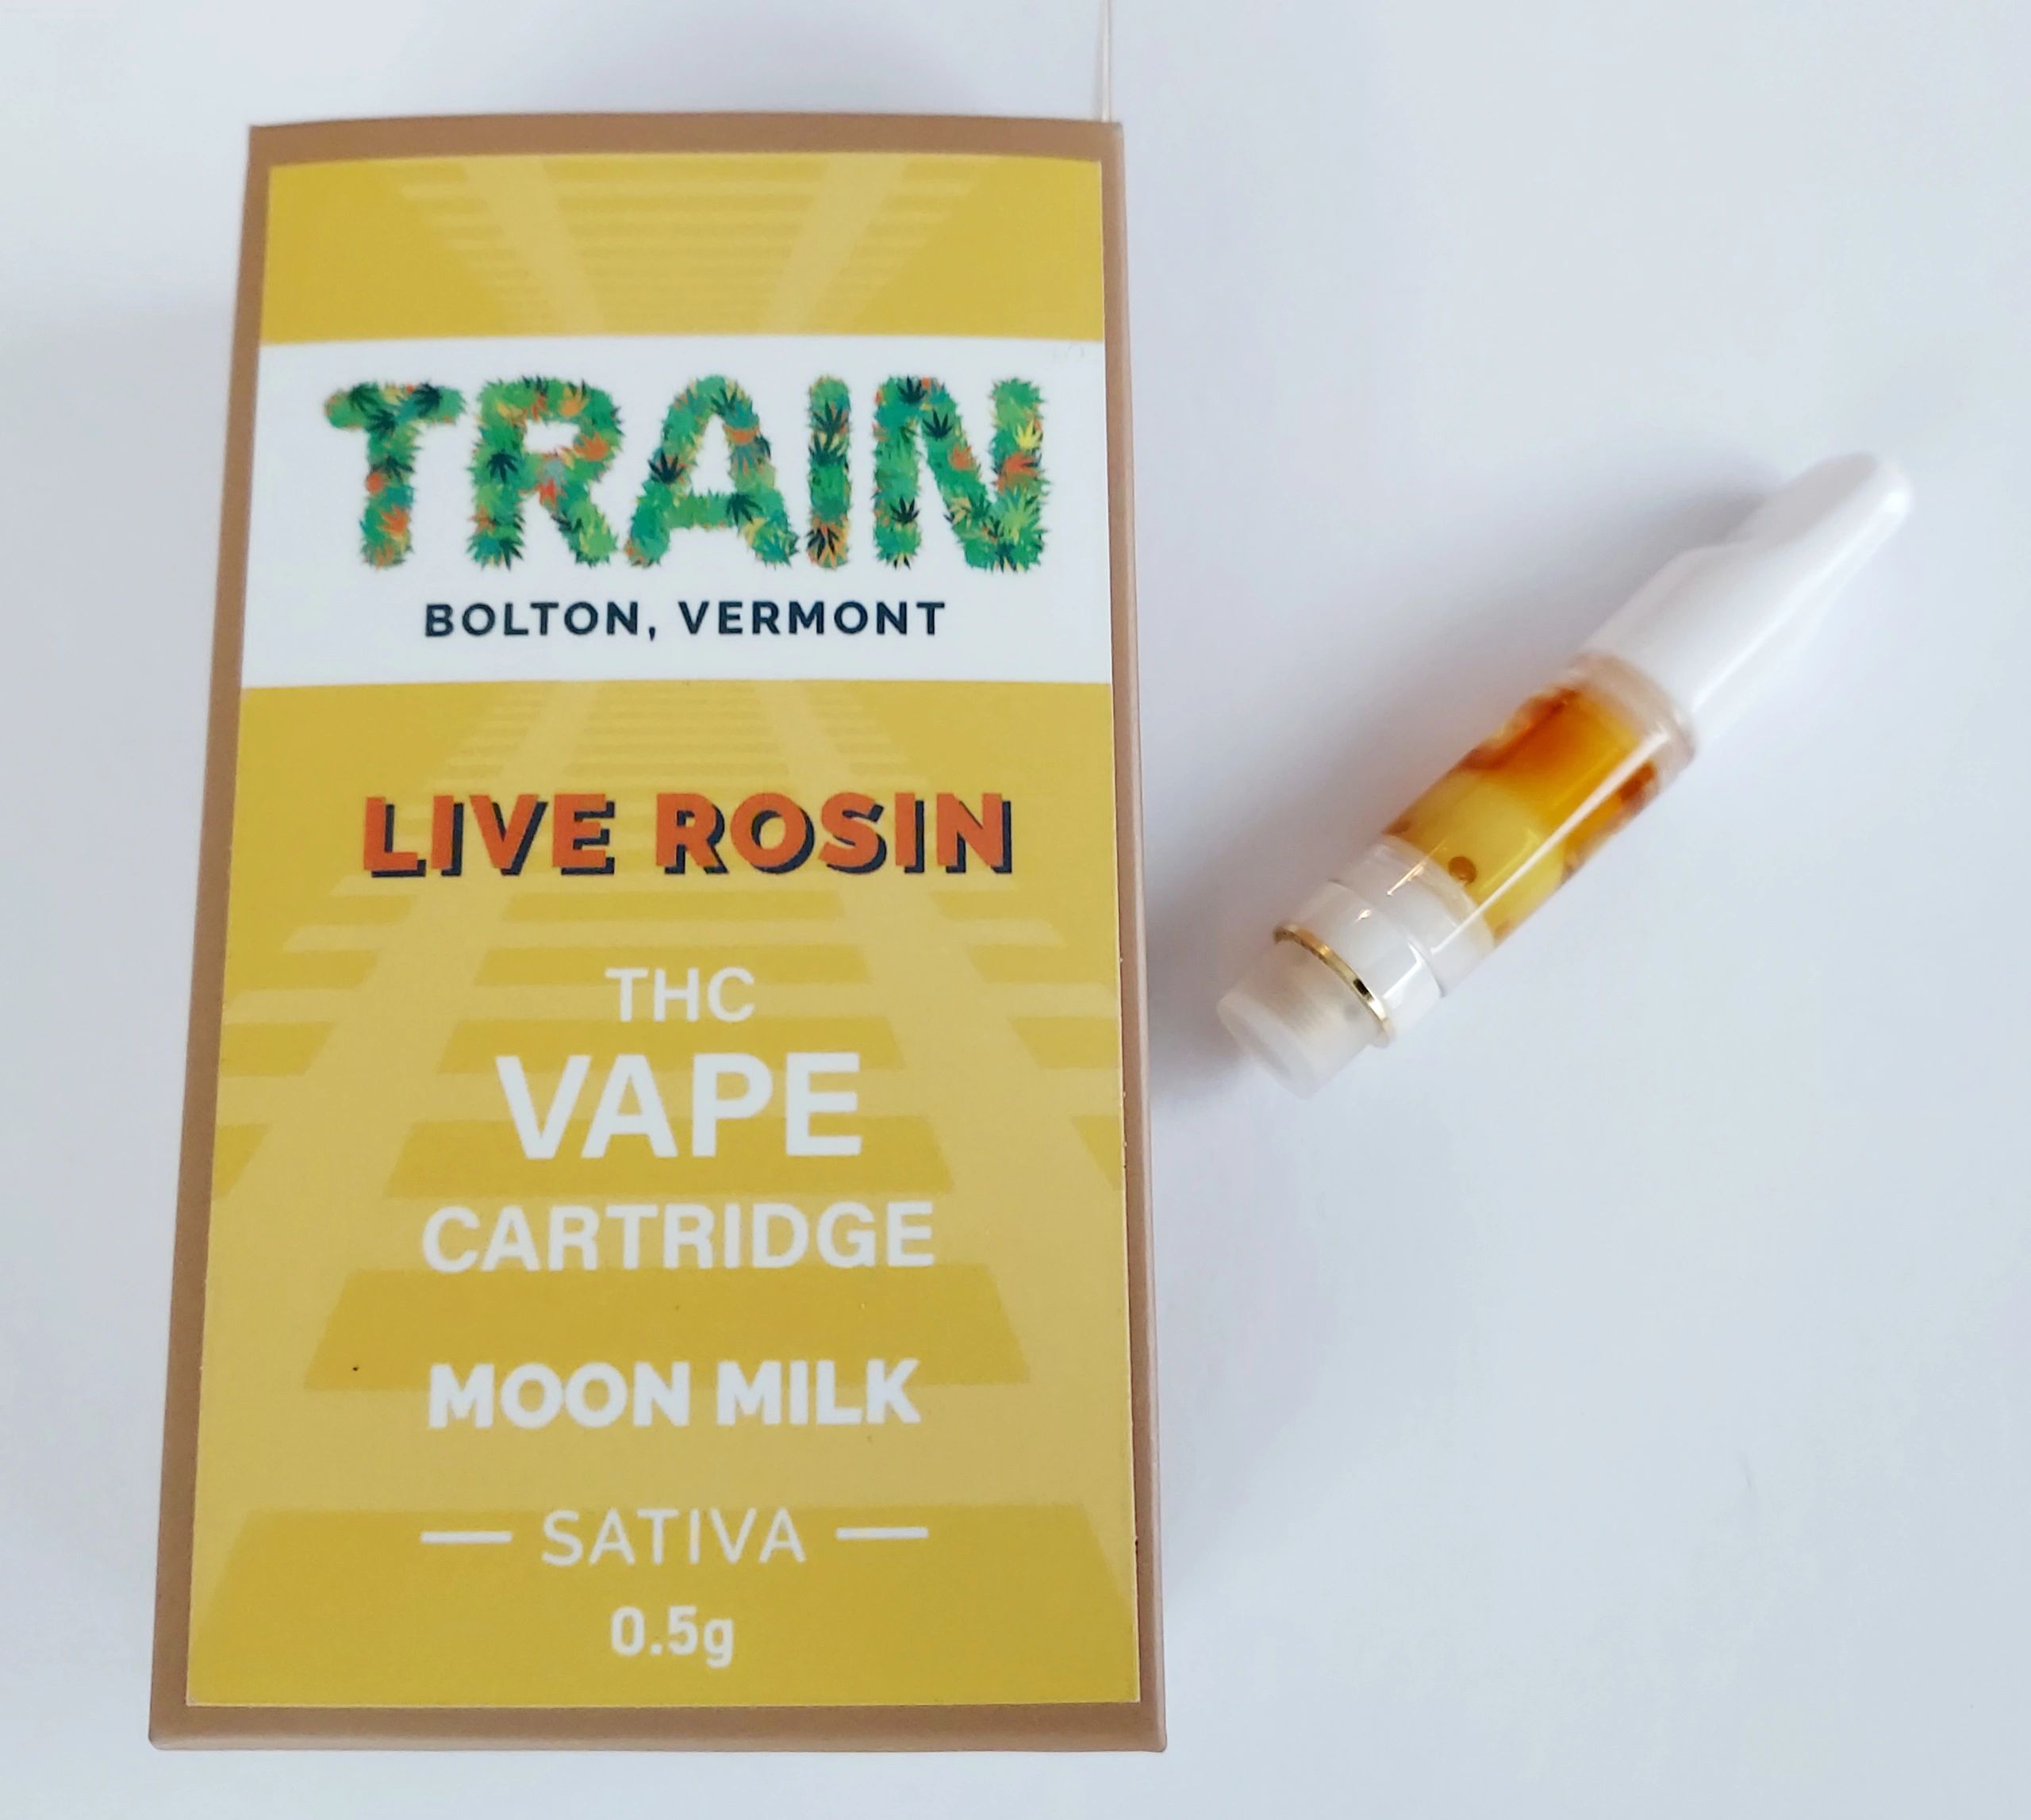 TRAIN
BOLTON, VERMONT
LIVE ROSIN
THC
VAPE
CARTRIDGE
MOON MILK
— SATIVA —
0.5g